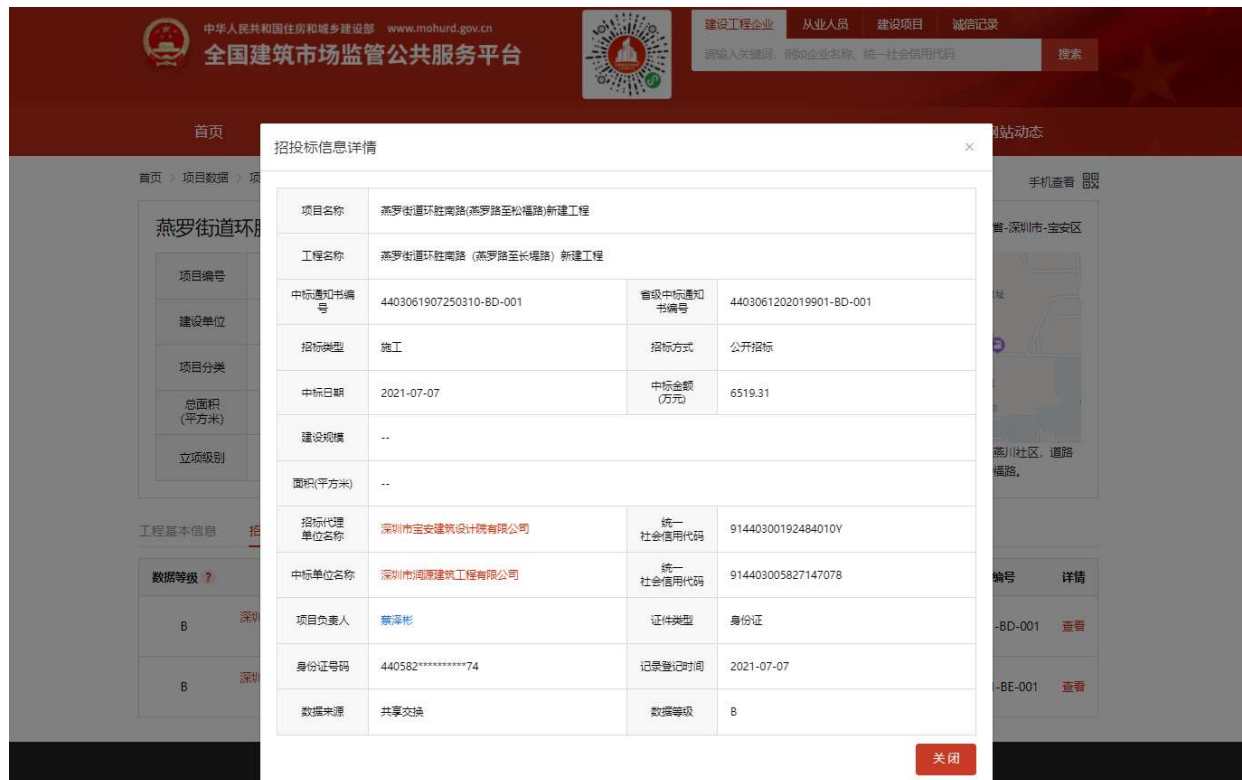 中华人民共和国住房和城乡建设部 www.mohurd.gov.cn
全国建筑市场监管公共服务平台
建设工程企业 从业人员 建设项目 诚信记录
请输入关键词，例如企业名称、统一社会信用代码 搜索
首页 网站动态
首页 > 项目数据 > 项
手机查看
燕罗街道环胜
省-深圳市-宝安区
项目编号
建设单位
项目分类
总面积
(平方米)
立项级别
燕川社区，道路
福路。
工程基本信息 招
数据等级 ? 编号 详情
B 深圳 -BD-001 查看
B 深圳 -BE-001 查看
招投标信息详情 ×
项目名称 燕罗街道环胜南路(燕罗路至松福路)新建工程
工程名称 燕罗街道环胜南路（燕罗路至长堤路）新建工程
中标通知书编号 4403061907250310-BD-001 省级中标通知书编号 4403061202019901-BD-001
招标类型 施工 招标方式 公开招标
中标日期 2021-07-07 中标金额(万元) 6519.31
建设规模 --
面积(平方米) --
招标代理单位名称 深圳市宝安建筑设计院有限公司 统一社会信用代码 91440300192484010Y
中标单位名称 深圳市润源建筑工程有限公司 统一社会信用代码 914403005827147078
项目负责人 蔡泽彬 证件类型 身份证
身份证号码 440582**********74 记录登记时间 2021-07-07
数据来源 共享交换 数据等级 B
关闭